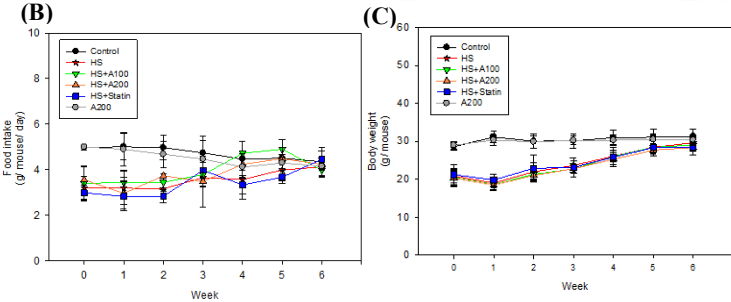 (B)
10
8
6
4
2
0
Food intake
(g/ mouse/ day)
Control
HS
HS+A100
HS+A200
HS+Statin
A200
0 1 2 3 4 5 6
Week
(C)
60
50
40
30
20
10
0
Body weight
(g/ mouse)
Control
HS
HS+A100
HS+A200
HS+Statin
A200
0 1 2 3 4 5 6
Week